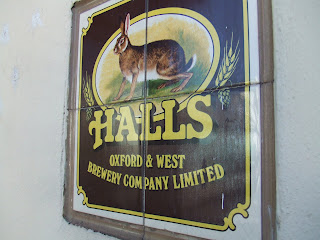 HALLS
OXFORD & WEST
BREWERY COMPANY LIMITED